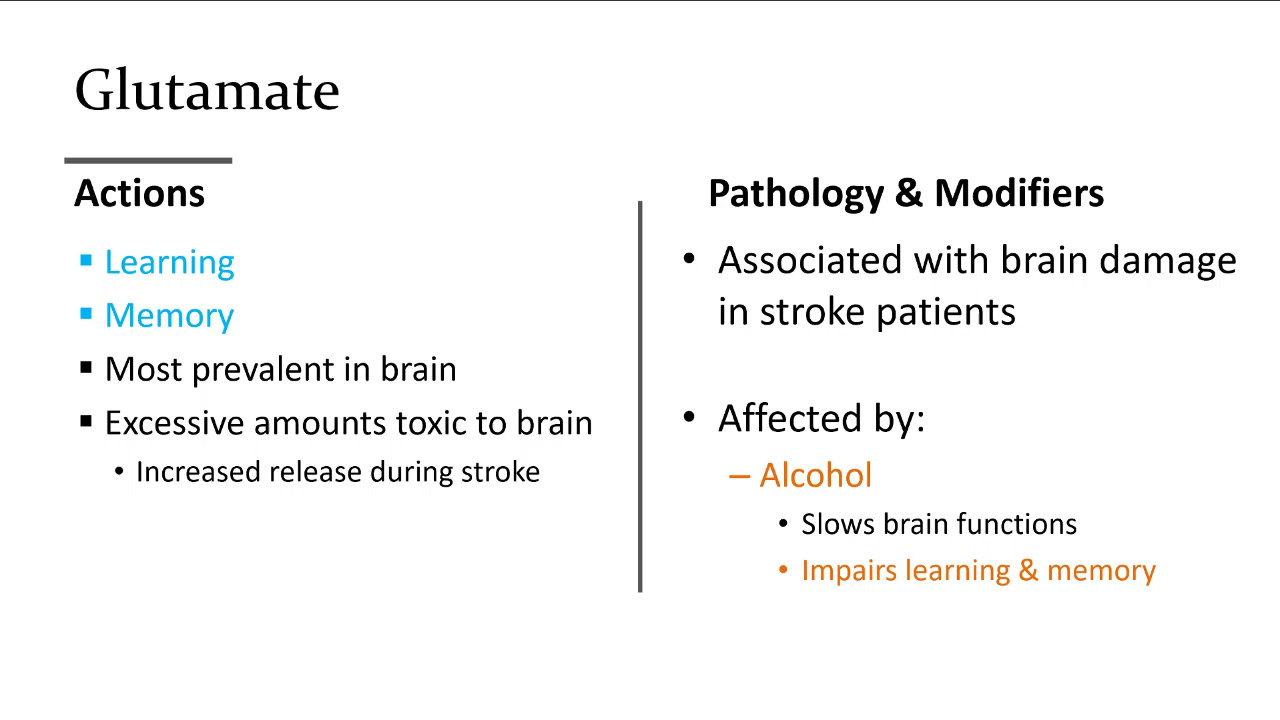 Glutamate
Actions
▪ Learning
▪ Memory
▪ Most prevalent in brain
▪ Excessive amounts toxic to brain
• Increased release during stroke
Pathology & Modifiers
• Associated with brain damage
in stroke patients
• Affected by:
– Alcohol
• Slows brain functions
• Impairs learning & memory